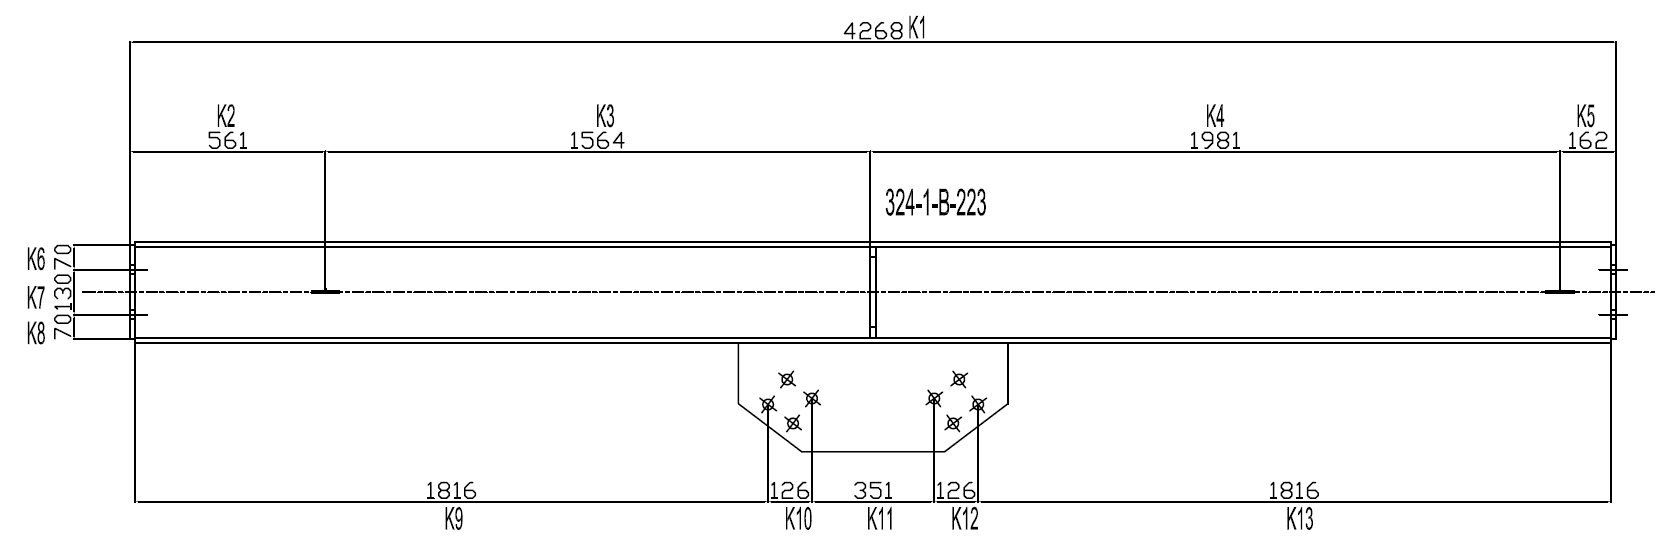 4268 K1
K2 K3 K4 K5
561 1564 1981 162
324-1-B-223
K6 70
K7 130
K8 70
1816 126 351 126 1816
K9 K10 K11 K12 K13